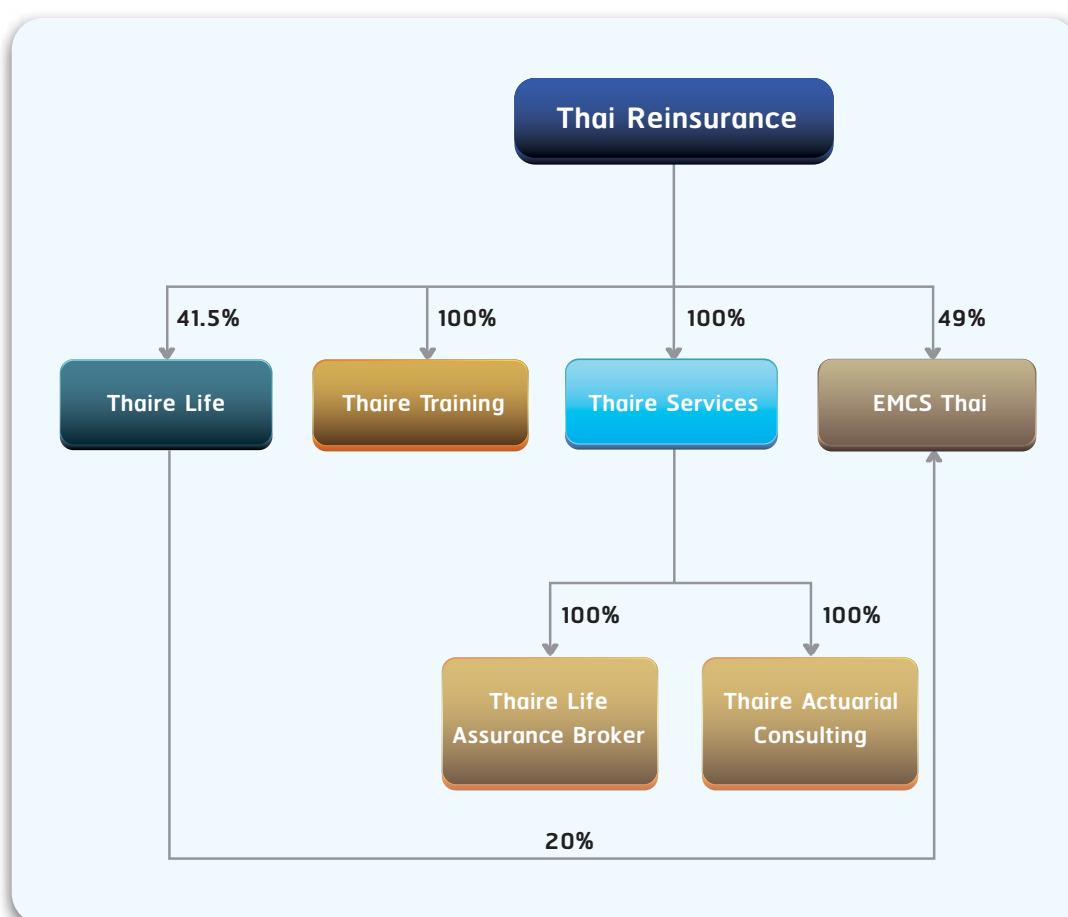 Thai Reinsurance
41.5%
100%
100%
49%
Thaire Life
Thaire Training
Thaire Services
EMCS Thai
100%
100%
Thaire Life
Assurance Broker
Thaire Actuarial
Consulting
20%